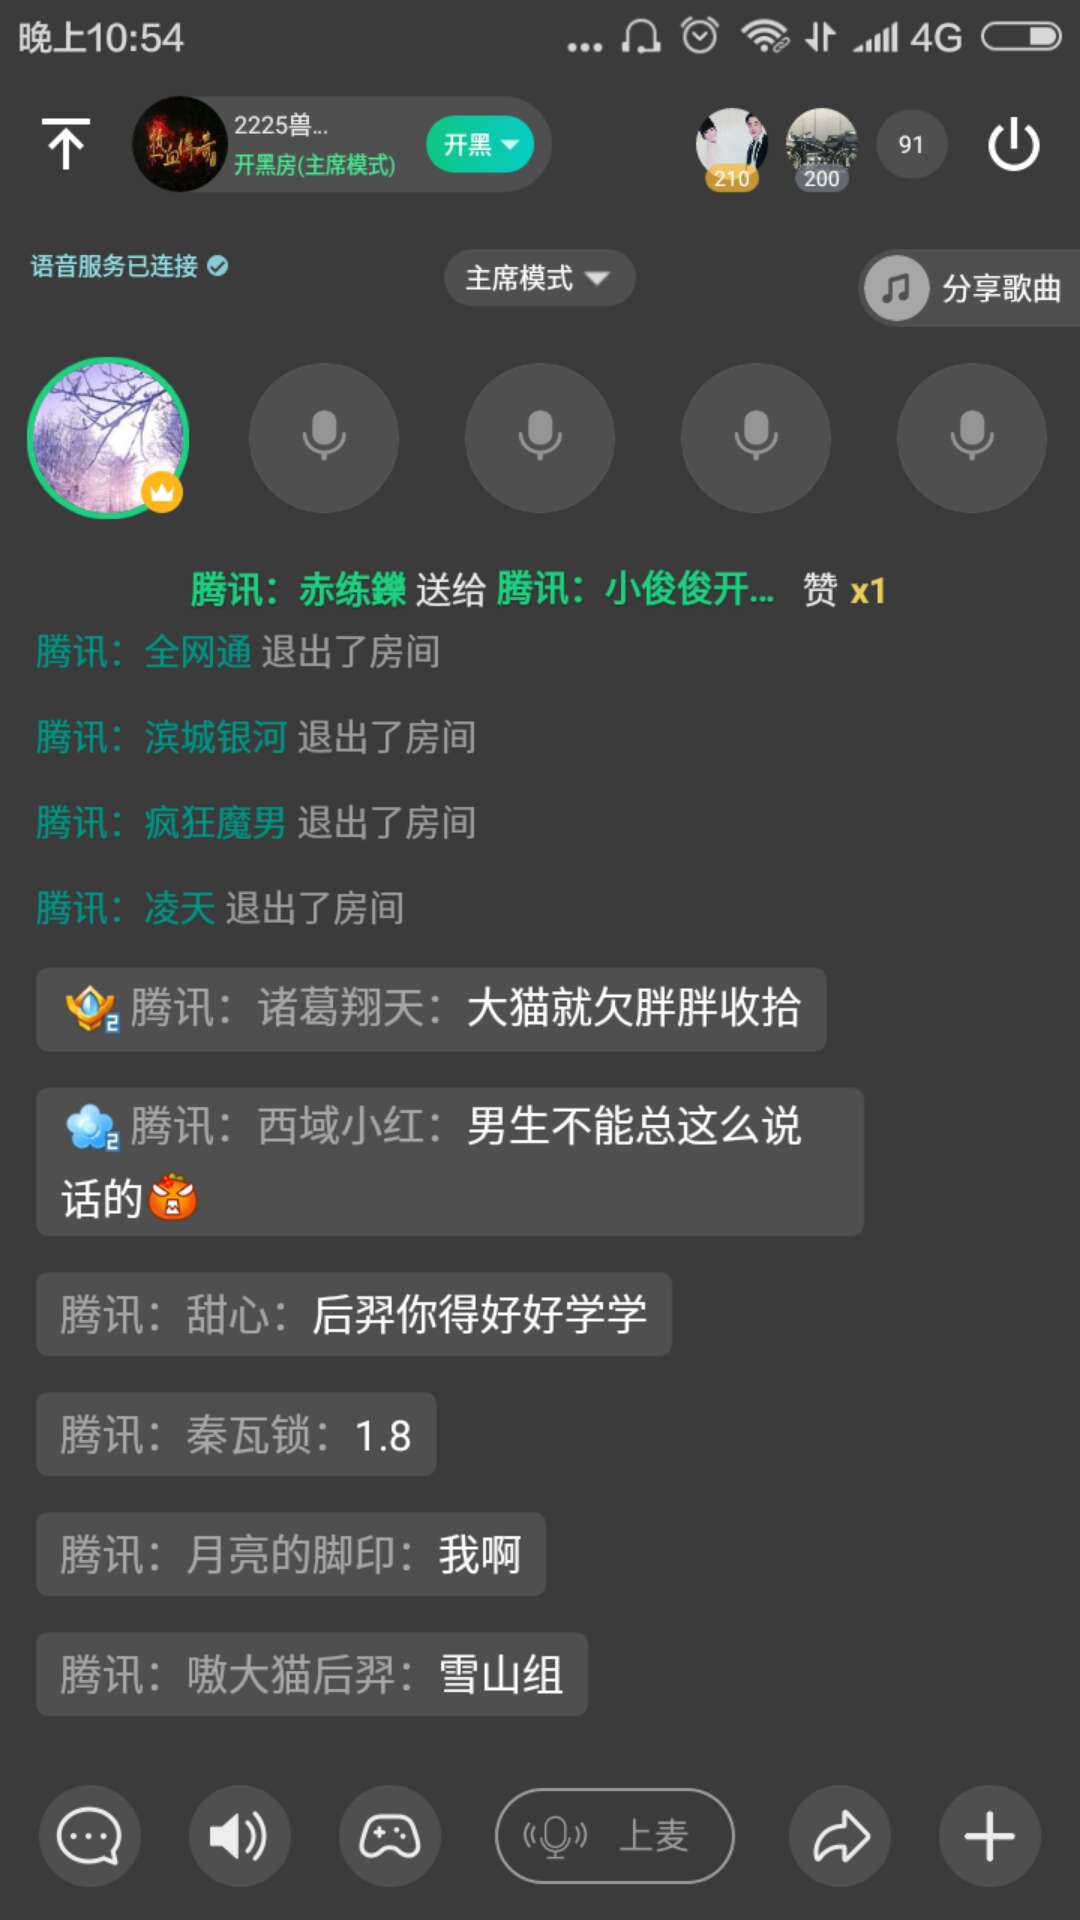 晚上10:54
4G
热血传奇
2225兽...
开黑房(主席模式)
开黑
210
200
91
语音服务已连接
主席模式
分享歌曲
腾讯：赤练鑠 送给 腾讯：小俊俊开... 赞 x1
腾讯：全网通 退出了房间
腾讯：滨城银河 退出了房间
腾讯：疯狂魔男 退出了房间
腾讯：凌天 退出了房间
2 腾讯：诸葛翔天：大猫就欠胖胖收拾
2 腾讯：西域小红：男生不能总这么说
话的
腾讯：甜心：后羿你得好好学学
腾讯：秦瓦锁：1.8
腾讯：月亮的脚印：我啊
腾讯：嗷大猫后羿：雪山组
上麦